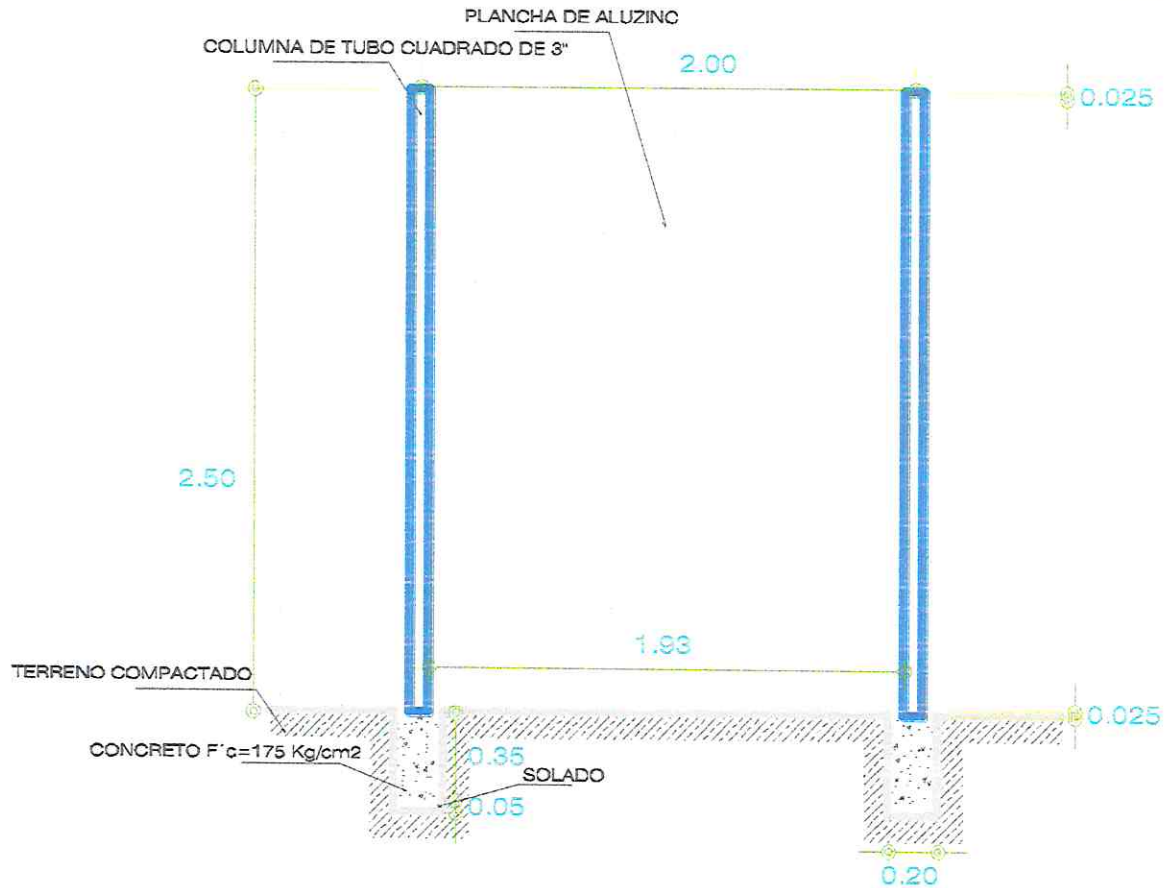 PLANCHA DE ALUZINC
COLUMNA DE TUBO CUADRADO DE 3"
2.00
0.025
2.50
1.93
TERRENO COMPACTADO
0.025
CONCRETO F'c=175 Kg/cm2
0.35
SOLADO
0.05
0.20